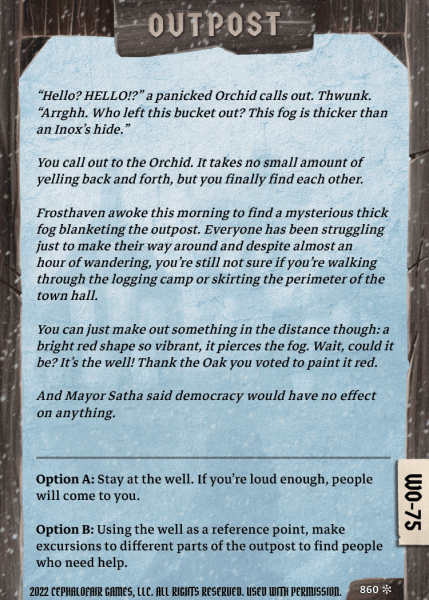 OUTPOST
“Hello? HELLO!?” a panicked Orchid calls out. Thwunk.
“Arrghh. Who left this bucket out? This fog is thicker than
an Inox’s hide.”
You call out to the Orchid. It takes no small amount of
yelling back and forth, but you finally find each other.
Frosthaven awoke this morning to find a mysterious thick
fog blanketing the outpost. Everyone has been struggling
just to make their way around and despite almost an
hour of wandering, you’re still not sure if you’re walking
through the logging camp or skirting the perimeter of the
town hall.
You can just make out something in the distance though: a
bright red shape so vibrant, it pierces the fog. Wait, could it
be? It’s the well! Thank the Oak you voted to paint it red.
And Mayor Satha said democracy would have no effect
on anything.
Option A: Stay at the well. If you’re loud enough, people
will come to you.
Option B: Using the well as a reference point, make
excursions to different parts of the outpost to find people
who need help.
WO-75
2022 CEPHALOFAIR GAMES, LLC. ALL RIGHTS RESERVED. USED WITH PERMISSION.
860